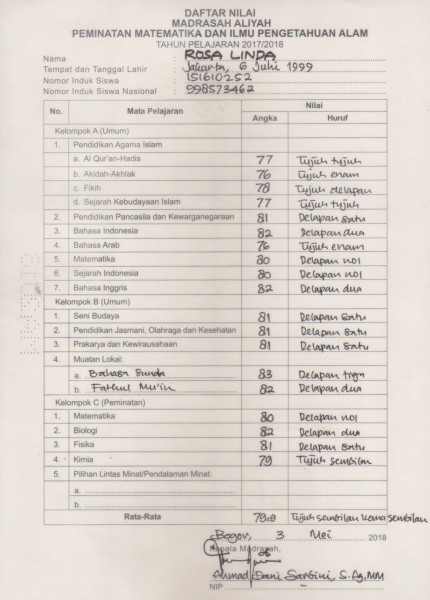 DAFTAR NILAI
MADRASAH ALIYAH
PEMINATAN MATEMATIKA DAN ILMU PENGETAHUAN ALAM
TAHUN PELAJARAN 2017/2018
Nama : ROSA LINDA
Tempat dan Tanggal Lahir : Jakarta, 6 Juli 1999
Nomor Induk Siswa : 151610252
Nomor Induk Siswa Nasional : 998573462
No. Mata Pelajaran Nilai
Angka Huruf
Kelompok A (Umum)
1. Pendidikan Agama Islam
a. Al Qur'an-Hadis 77 Tujuh tujuh
b. Akidah-Akhlak 76 Tujuh enam
c. Fikih 78 Tujuh delapan
d. Sejarah Kebudayaan Islam 77 Tujuh tujuh
2. Pendidikan Pancasila dan Kewarganegaraan 81 Delapan satu
3. Bahasa Indonesia 82 Delapan dua
4. Bahasa Arab 76 Tujuh enam
5. Matematika 80 Delapan nol
6. Sejarah Indonesia 80 Delapan nol
7. Bahasa Inggris 82 Delapan dua
Kelompok B (Umum)
1. Seni Budaya 81 Delapan satu
2. Pendidikan Jasmani, Olahraga dan Kesehatan 81 Delapan satu
3. Prakarya dan Kewirausahaan 81 Delapan satu
4. Muatan Lokal:
a. Bahasa Sunda 83 Delapan tiga
b. Fathul Mu'in 82 Delapan dua
Kelompok C (Peminatan)
1. Matematika 80 Delapan nol
2. Biologi 82 Delapan dua
3. Fisika 81 Delapan satu
4. Kimia 79 Tujuh sembilan
5. Pilihan Lintas Minat/Pendalaman Minat:
a.
b.
Rata-Rata 79.9 Tujuh sembilan koma sembilan
Bogor, 3 Mei 2018
Kepala Madrasah,
Ahmad Sani Sartini, S.Ag, MM
NIP